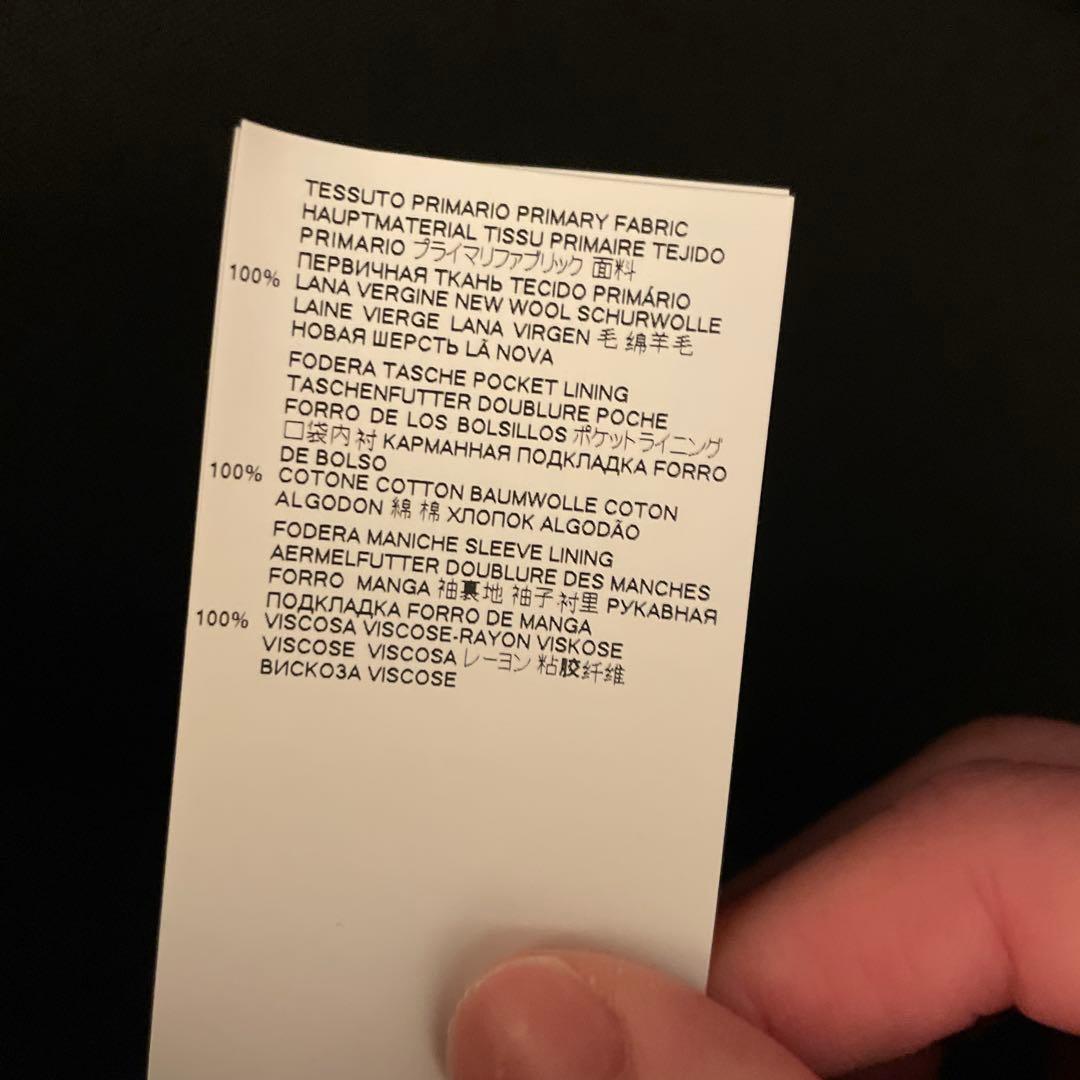 TESSUTO PRIMARIO PRIMARY FABRIC
HAUPTMATERIAL TISSU PRIMAIRE TEJIDO
PRIMARIO プライマリファブリック 面料
ПЕРВИЧНАЯ ТКАНЬ TECIDO PRIMÁRIO
100% LANA VERGINE NEW WOOL SCHURWOLLE
LAINE VIERGE LANA VIRGEN 毛 绵羊毛
НОВАЯ ШЕРСТЬ LÃ NOVA
FODERA TASCHE POCKET LINING
TASCHENFUTTER DOUBLURE POCHE
FORRO DE LOS BOLSILLOS ポケットライニング
口袋内衬 КАРМАННАЯ ПОДКЛАДКА FORRO
DE BOLSO
100% COTONE COTTON BAUMWOLLE COTON
ALGODON 綿 棉 ХЛОПОК ALGODÃO
FODERA MANICHE SLEEVE LINING
AERMELFUTTER DOUBLURE DES MANCHES
FORRO MANGA 袖裏地 袖子衬里 РУКАВНАЯ
ПОДКЛАДКА FORRO DE MANGA
100% VISCOSA VISCOSE-RAYON VISKOSE
VISCOSE VISCOSA レーヨン 粘胶纤维
ВИСКОЗА VISCOSE